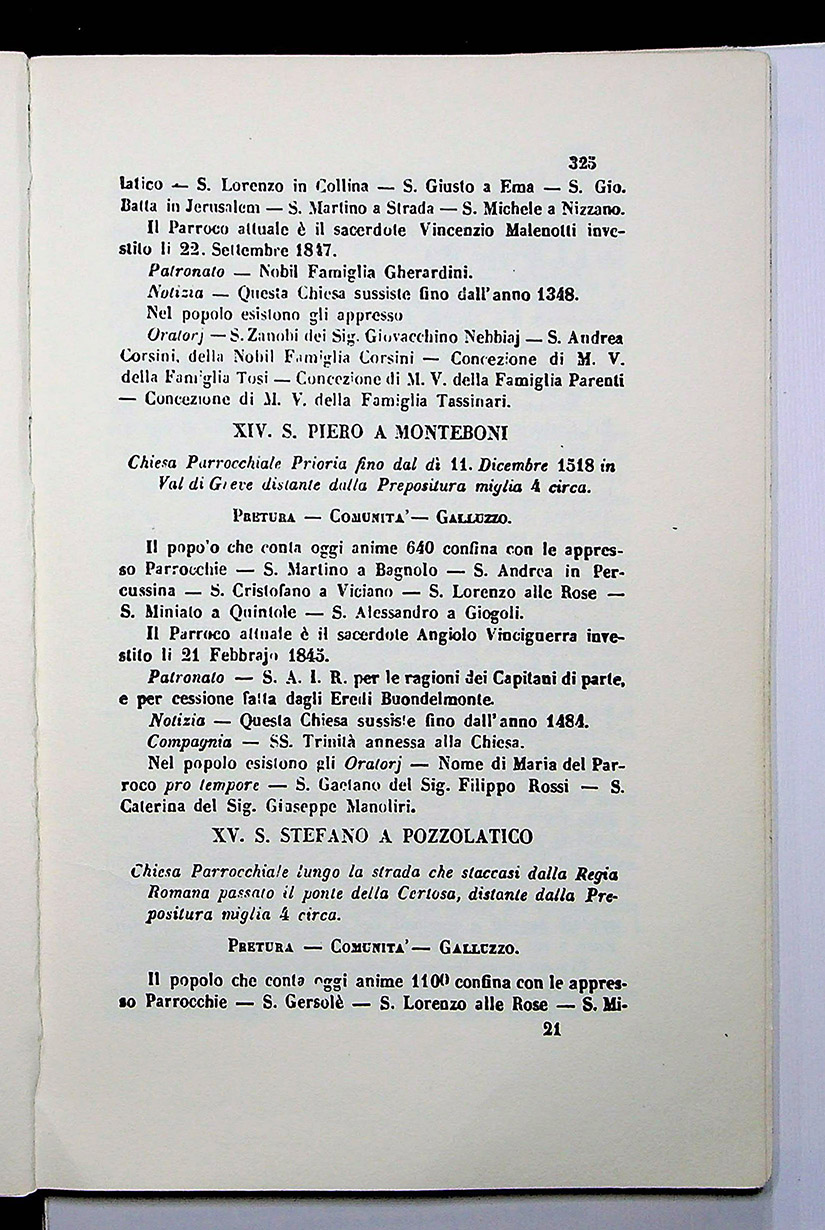 325
latico — S. Lorenzo in Collina — S. Giusto a Ema — S. Gio.
Batta in Jerusalem — S. Martino a Strada — S. Michele a Nizzano.
Il Parroco attuale è il sacerdote Vincenzio Malenotti inve-
stito li 22. Settembre 1847.
Patronato — Nobil Famiglia Gherardini.
Notizia — Questa Chiesa sussiste fino dall'anno 1348.
Nel popolo esistono gli appresso
Oratorj — S. Zanobi dei Sig. Giovacchino Nebbiaj — S. Andrea
Corsini, della Nobil Famiglia Corsini — Concezione di M. V.
della Famiglia Tosi — Concezione di M. V. della Famiglia Parenti
— Concezione di M. V. della Famiglia Tassinari.
XIV. S. PIERO A MONTEBONI
Chiesa Parrocchiale Prioria fino dal dì 11. Dicembre 1518 in
Val di Greve distante dalla Prepositura miglia 4 circa.
PRETURA — COMUNITA' — GALLUZZO.
Il popo'o che conta oggi anime 640 confina con le appres-
so Parrocchie — S. Martino a Bagnolo — S. Andrea in Per-
cussina — S. Cristofano a Viciano — S. Lorenzo alle Rose —
S. Miniato a Quintole — S. Alessandro a Giogoli.
Il Parroco attuale è il sacerdote Angiolo Vinciguerra inve-
stito li 21 Febbrajo 1845.
Patronato — S. A. I. R. per le ragioni dei Capitani di parte,
e per cessione fatta dagli Eredi Buondelmonte.
Notizia — Questa Chiesa sussiste fino dall'anno 1484.
Compagnia — SS. Trinità annessa alla Chiesa.
Nel popolo esistono gli Oratorj — Nome di Maria del Par-
roco pro tempore — S. Gaetano del Sig. Filippo Rossi — S.
Caterina del Sig. Giuseppe Manoliri.
XV. S. STEFANO A POZZOLATICO
Chiesa Parrocchiale lungo la strada che staccasi dalla Regia
Romana passato il ponte della Certosa, distante dalla Pre-
positura miglia 4 circa.
PRETURA — COMUNITA' — GALLUZZO.
Il popolo che conta oggi anime 1100 confina con le appres-
so Parrocchie — S. Gersolè — S. Lorenzo alle Rose — S. Mi-
21